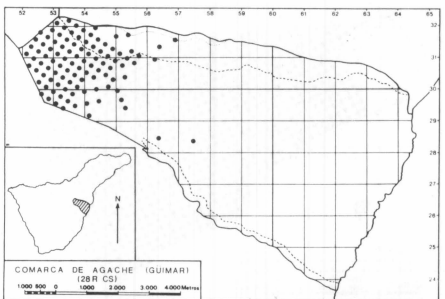 52 53 54 55 56 57 58 59 60 61 62 63 64 65
31
30
29
28
27
26
25
24
N
COMARCA DE AGACHE (GUIMAR)
(28R CS)
1.000 500 0 1.000 2.000 3.000 4.000 Metros